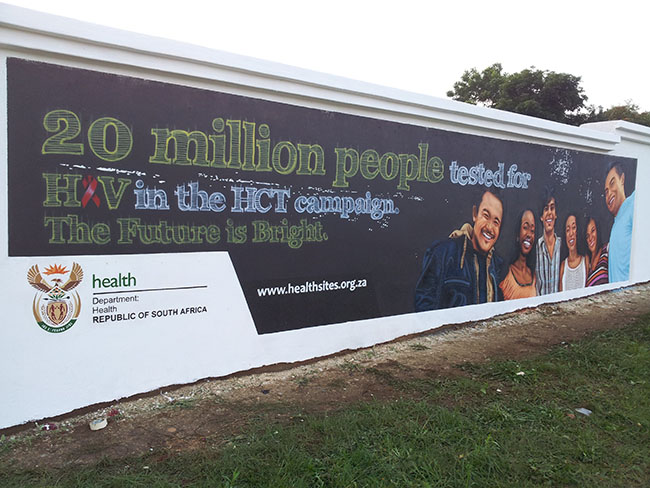 20 million people tested for
HIV in the HCT campaign.
The Future is Bright.
www.healthsites.org.za
health
Department:
Health
REPUBLIC OF SOUTH AFRICA